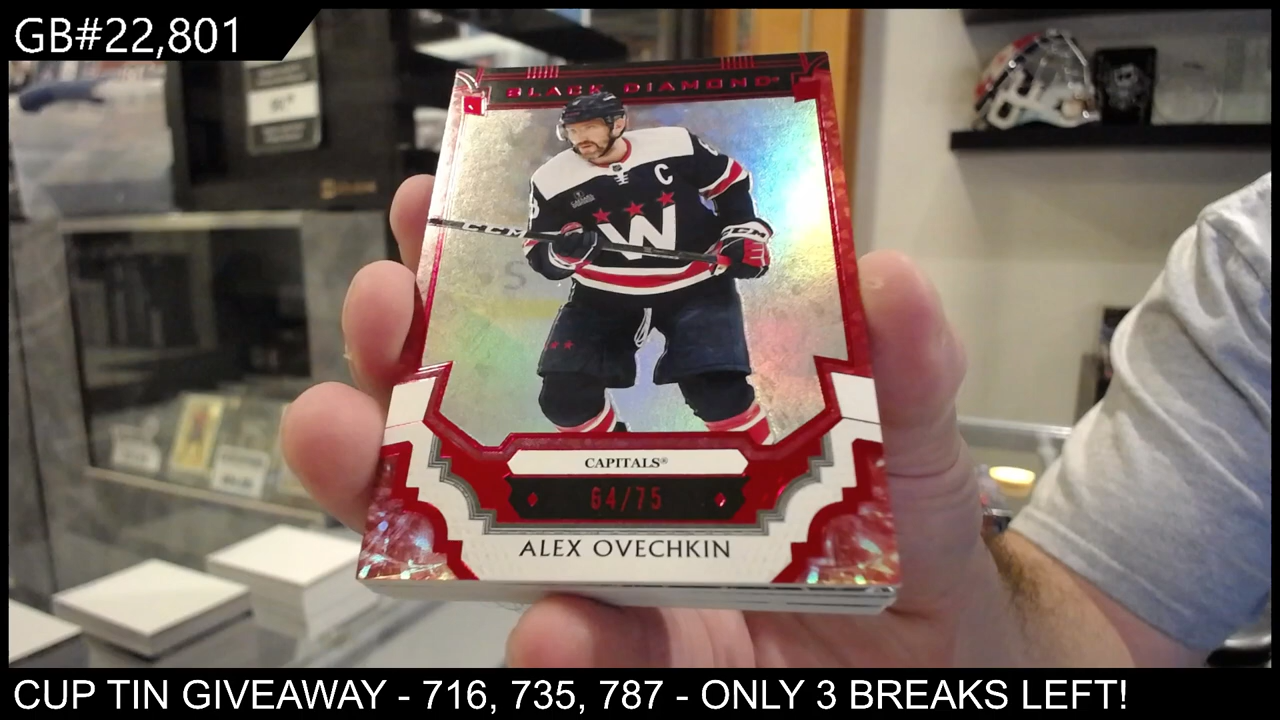 GB#22,801
BLACK DIAMOND
C
CCM
CCM
W
CAPITALS®
64/75
ALEX OVECHKIN
CUP TIN GIVEAWAY - 716, 735, 787 - ONLY 3 BREAKS LEFT!